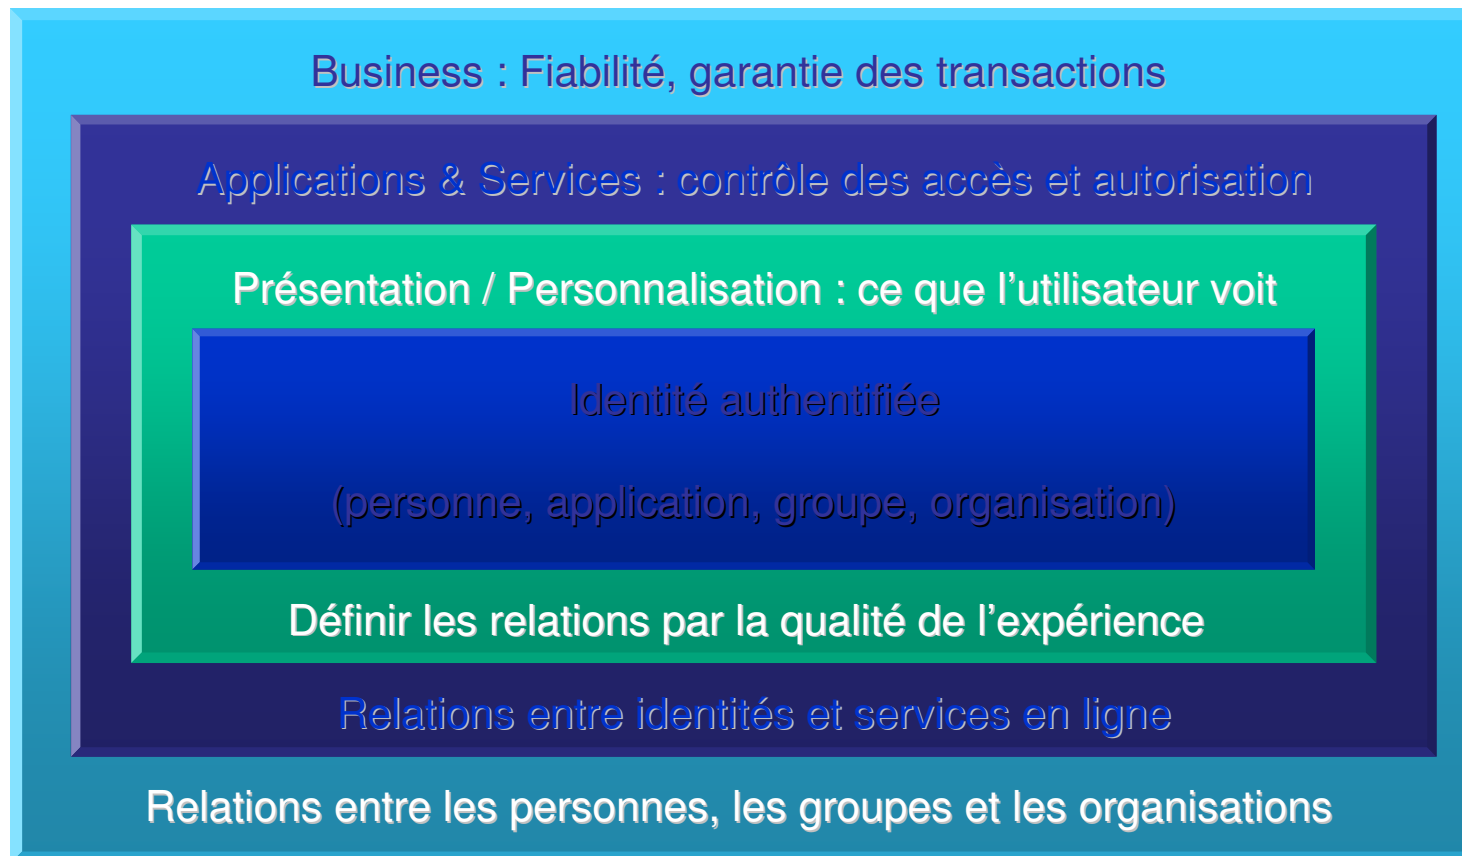 Business : Fiabilité, garantie des transactions
Applications & Services : contrôle des accès et autorisation
Présentation / Personnalisation : ce que l’utilisateur voit
Identité authentifiée
(personne, application, groupe, organisation)
Définir les relations par la qualité de l’expérience
Relations entre identités et services en ligne
Relations entre les personnes, les groupes et les organisations